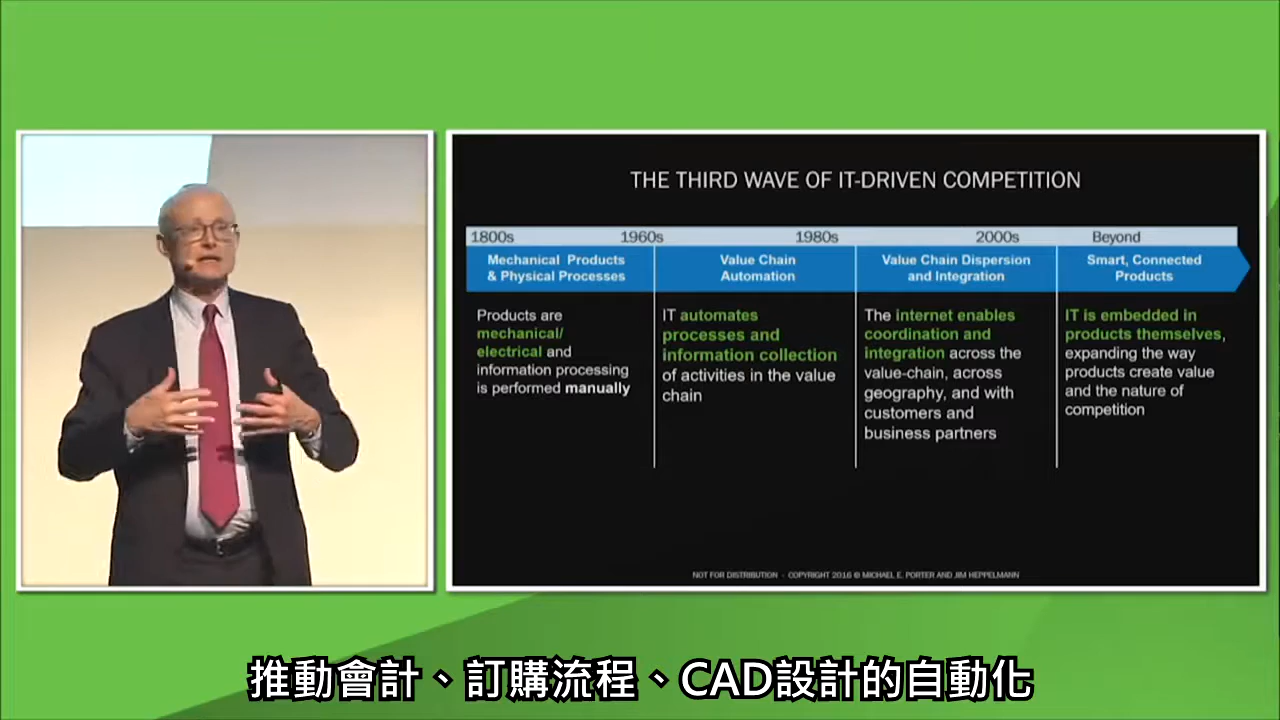 THE THIRD WAVE OF IT-DRIVEN COMPETITION
1800s 1960s 1980s 2000s Beyond
Mechanical Products
& Physical Processes
Value Chain
Automation
Value Chain Dispersion
and Integration
Smart, Connected
Products
Products are
mechanical/
electrical and
information processing
is performed manually
IT automates
processes and
information collection
of activities in the value
chain
The internet enables
coordination and
integration across the
value-chain, across
geography, and with
customers and
business partners
IT is embedded in
products themselves,
expanding the way
products create value
and the nature of
competition
NOT FOR DISTRIBUTION - COPYRIGHT 2016 © MICHAEL E. PORTER AND JIM HEPPELMANN
推動會計、訂購流程、CAD設計的自動化